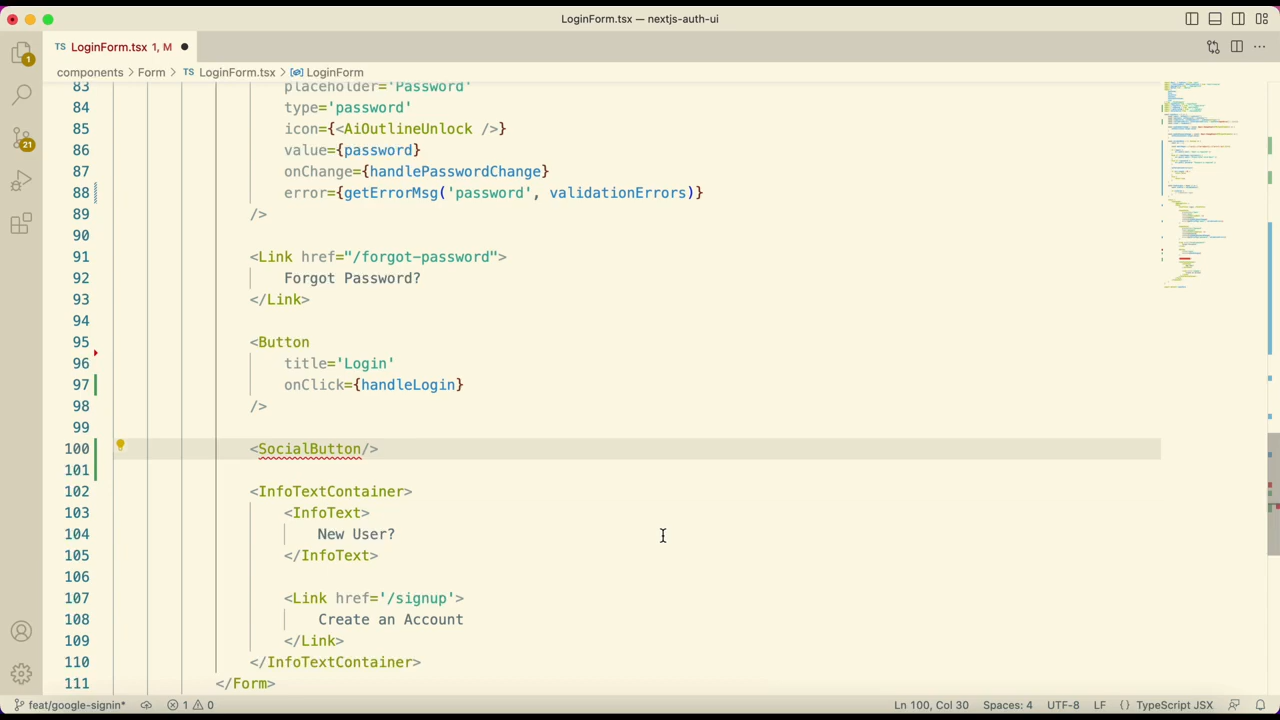 LoginForm.tsx — nextjs-auth-ui
TS LoginForm.tsx 1, M
components > Form > TS LoginForm.tsx > LoginForm
1
21
83 placeholder='Password'
84 type='password'
85 icon={<AiOutlineUnlock />}
86 value={password}
87 onChange={handlePasswordChange}
88 error={getErrorMsg('password', validationErrors)}
89 />
90
91 <Link href="/forgot-password">
92 Forgot Password?
93 </Link>
94
95 <Button
96 title='Login'
97 onClick={handleLogin}
98 />
99
100 <SocialButton/>
101
102 <InfoTextContainer>
103 <InfoText>
104 New User?
105 </InfoText>
106
107 <Link href='/signup'>
108 Create an Account
109 </Link>
110 </InfoTextContainer>
111 </Form>
feat/google-signin* 1 0 Ln 100, Col 30 Spaces: 4 UTF-8 LF {} TypeScript JSX